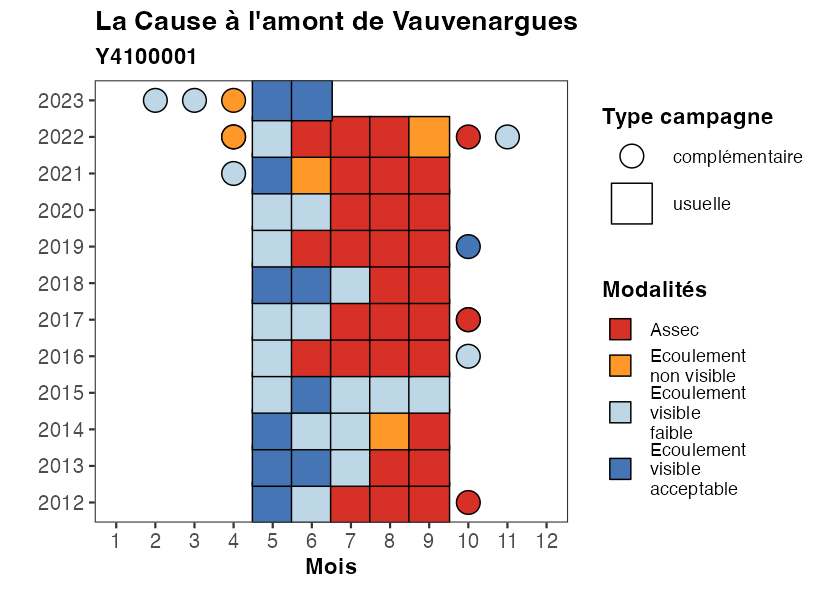 La Cause à l'amont de Vauvenargues
Y4100001
2023
2022
2021
2020
2019
2018
2017
2016
2015
2014
2013
2012
1 2 3 4 5 6 7 8 9 10 11 12
Mois
Type campagne
complémentaire
usuelle
Modalités
Assec
Ecoulement
non visible
Ecoulement
visible
faible
Ecoulement
visible
acceptable